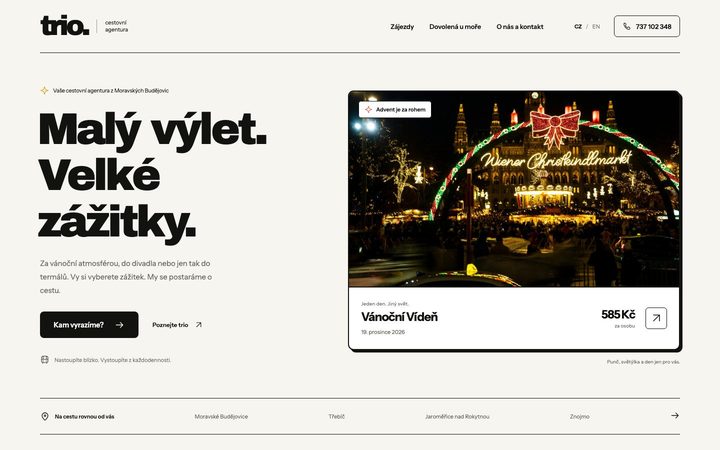 trio.
cestovní
agentura
Zájezdy
Dovolená u moře
O nás a kontakt
CZ / EN
737 102 348
Vaše cestovní agentura z Moravských Budějovic
Malý výlet.
Velké
zážitky.
Za vánoční atmosférou, do divadla nebo jen tak do
termálů. Vy si vyberete zážitek. My se postaráme o
cestu.
Kam vyrazíme?
Poznejte trio
Nastoupíte blízko. Vystoupíte z každodennosti.
Advent je za rohem
Wiener Christkindlmarkt
Jeden den. Jiný svět.
Vánoční Vídeň
19. prosince 2026
585 Kč
za osobu
Punč, světýlka a den jen pro vás.
Na cestu rovnou od vás
Moravské Budějovice
Třebíč
Jaroměřice nad Rokytnou
Znojmo